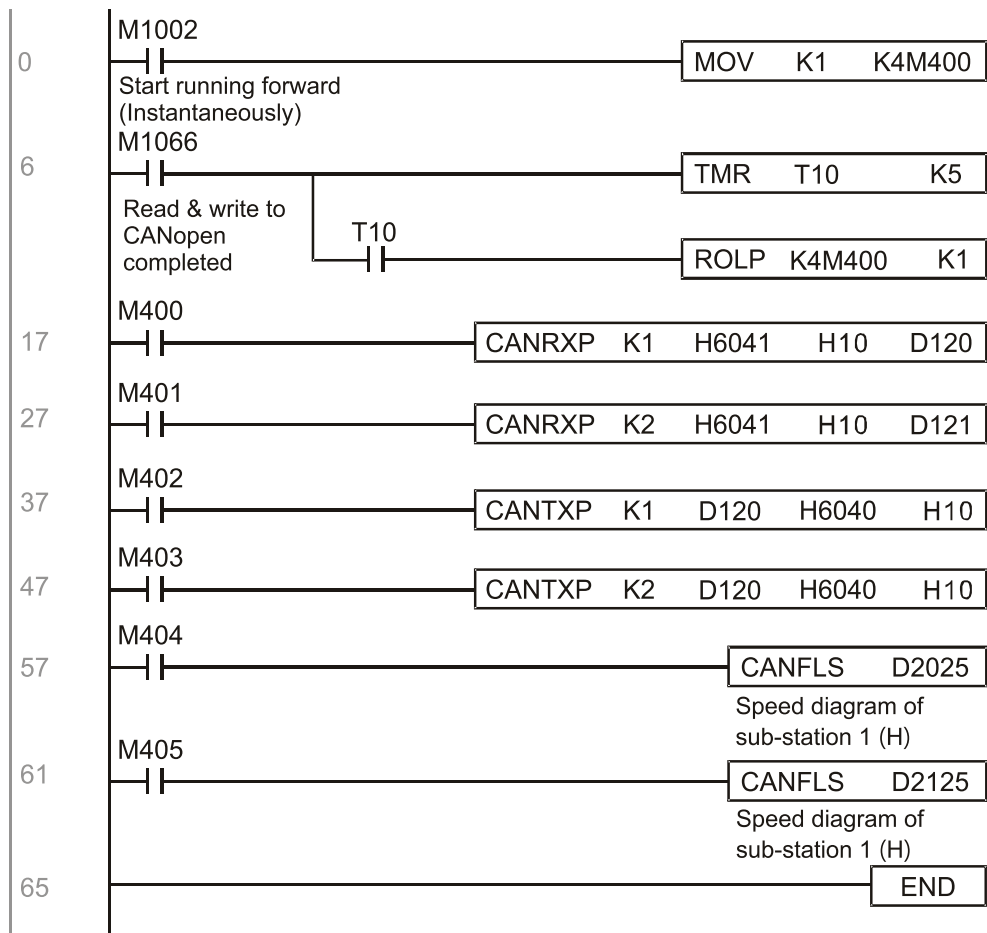 M1002
0
MOV K1 K4M400
Start running forward
(Instantaneously)
M1066
6
TMR T10 K5
Read & write to
CANopen
completed
T10
ROLP K4M400 K1
M400
17
CANRXP K1 H6041 H10 D120
M401
27
CANRXP K2 H6041 H10 D121
M402
37
CANTXP K1 D120 H6040 H10
M403
47
CANTXP K2 D120 H6040 H10
M404
57
CANFLS D2025
Speed diagram of
sub-station 1 (H)
M405
61
CANFLS D2125
Speed diagram of
sub-station 1 (H)
65
END